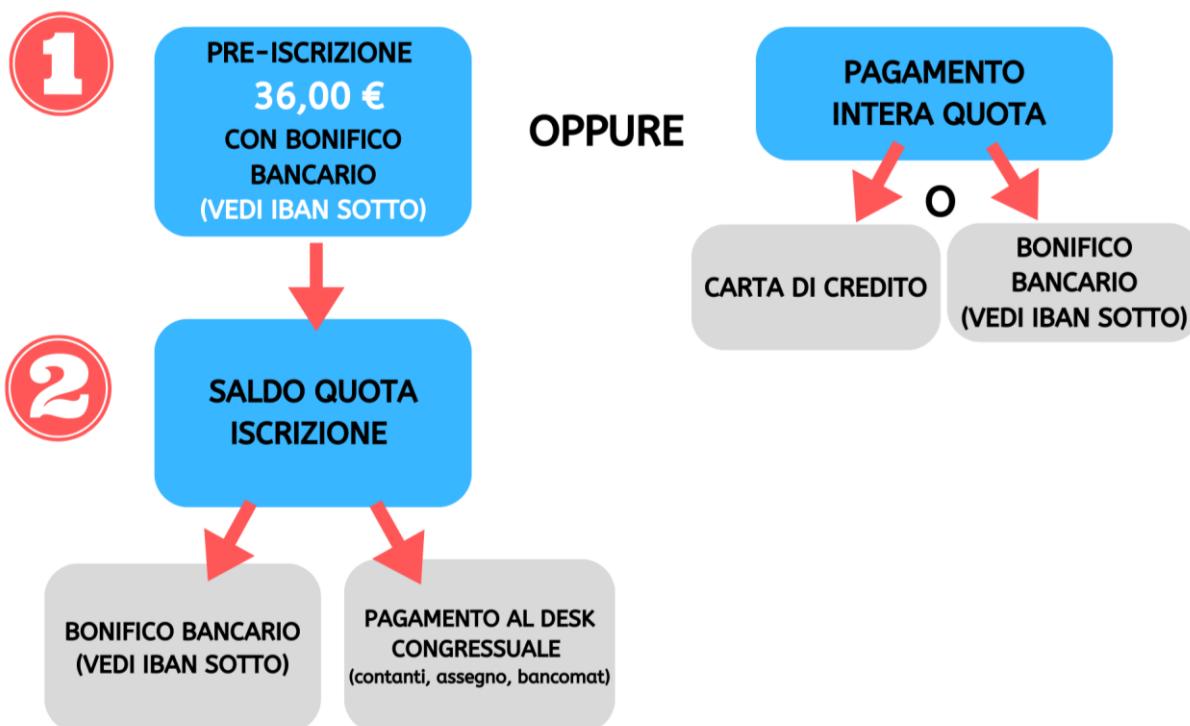 1
PRE-ISCRIZIONE
36,00 €
CON BONIFICO
BANCARIO
(VEDI IBAN SOTTO)
OPPURE
PAGAMENTO
INTERA QUOTA
O
CARTA DI CREDITO
BONIFICO
BANCARIO
(VEDI IBAN SOTTO)
2
SALDO QUOTA
ISCRIZIONE
BONIFICO BANCARIO
(VEDI IBAN SOTTO)
PAGAMENTO AL DESK
CONGRESSUALE
(contanti, assegno, bancomat)